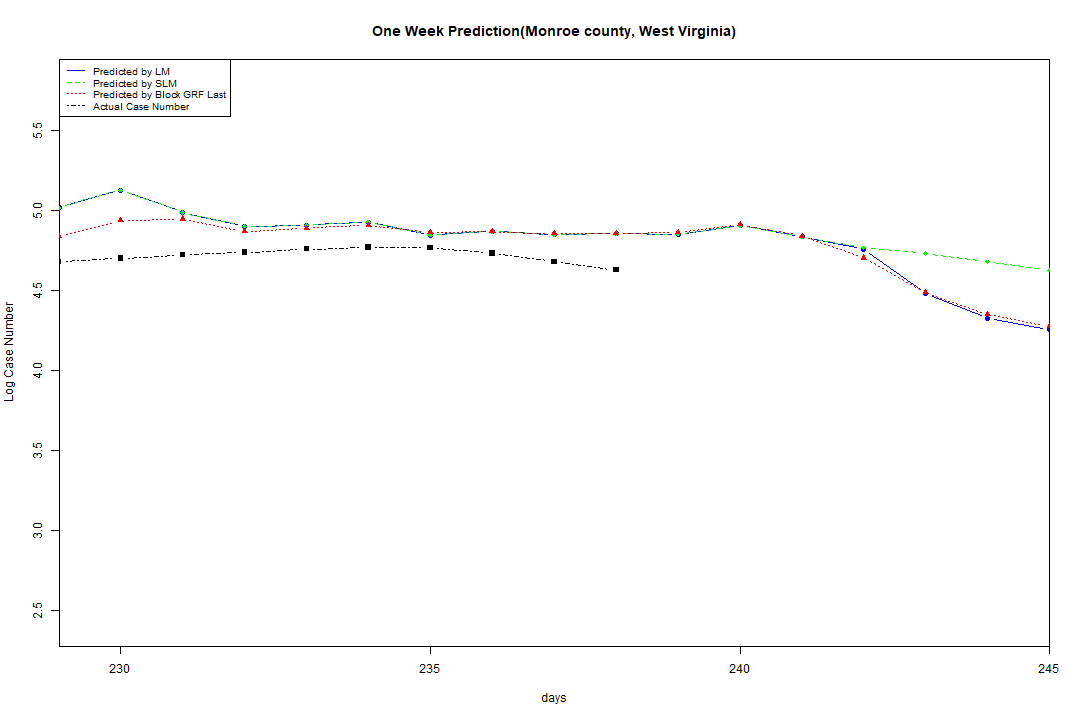 One Week Prediction(Monroe county, West Virginia)
Predicted by LM
Predicted by SLM
Predicted by Block GRF Last
Actual Case Number
5.5
5.0
4.5
4.0
3.5
3.0
2.5
Log Case Number
230
235
240
245
days